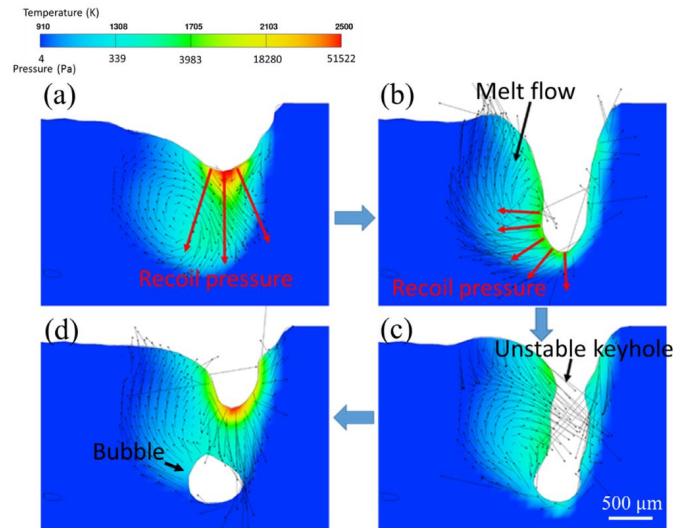 Temperature (K)
910 1308 1705 2103 2500
4 339 3983 18280 51522
Pressure (Pa)
(a)
Recoil pressure
(b)
Melt flow
Recoil pressure
(d)
Bubble
(c)
Unstable keyhole
500 μm